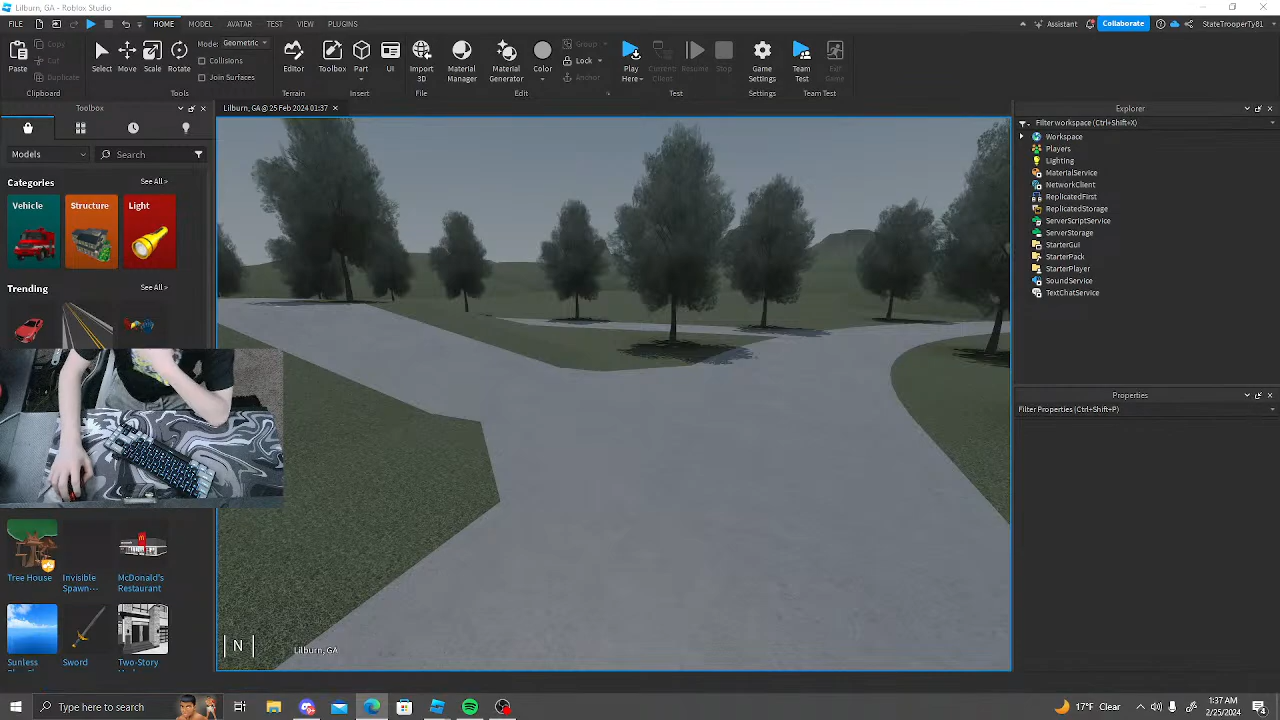 Lilburn, GA - Roblox Studio
FILE HOME MODEL AVATAR TEST VIEW PLUGINS Assistant Collaborate StateTrooperTy81
Paste Copy Cut Duplicate
Select Move Scale Rotate
Mode: Geometric
Collisions
Join Surfaces
Editor Toolbox Part UI
Import 3D
Material Manager
Material Generator
Color
Group
Lock
Anchor
Play Here
Current: Client
Resume Stop
Game Settings
Team Test
Exit Game
Clipboard Tools Terrain Insert File Edit Test Settings Team Test
Toolbox
Lilburn, GA @ 25 Feb 2024 01:37
Models Search
Categories See All >
Vehicle Structure Light
Trending See All >
Tree House
Invisible Spawn...
McDonald's Restaurant
Sunless
Sword
Two-Story
N
Lilburn, GA
Explorer
Filter workspace (Ctrl+Shift+X)
Workspace
Players
Lighting
MaterialService
NetworkClient
ReplicatedFirst
ReplicatedStorage
ServerScriptService
ServerStorage
StarterGui
StarterPack
StarterPlayer
SoundService
TextChatService
Properties
Filter Properties (Ctrl+Shift+P)
Type here to search
17°F Clear
1:37 AM
2/25/2024